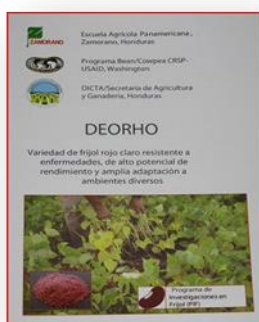 ZAMORANO
Escuela Agrícola Panamericana,
Zamorano, Honduras
Programa Bean/Cowpea CRSP-
USAID, Washington
DICTA/Secretaría de Agricultura
y Ganadería, Honduras
DEORHO
Variedad de frijol rojo claro resistente a
enfermedades, de alto potencial de
rendimiento y amplia adaptación a
ambientes diversos
Programa de
Investigaciones en
Frijol (PIF)